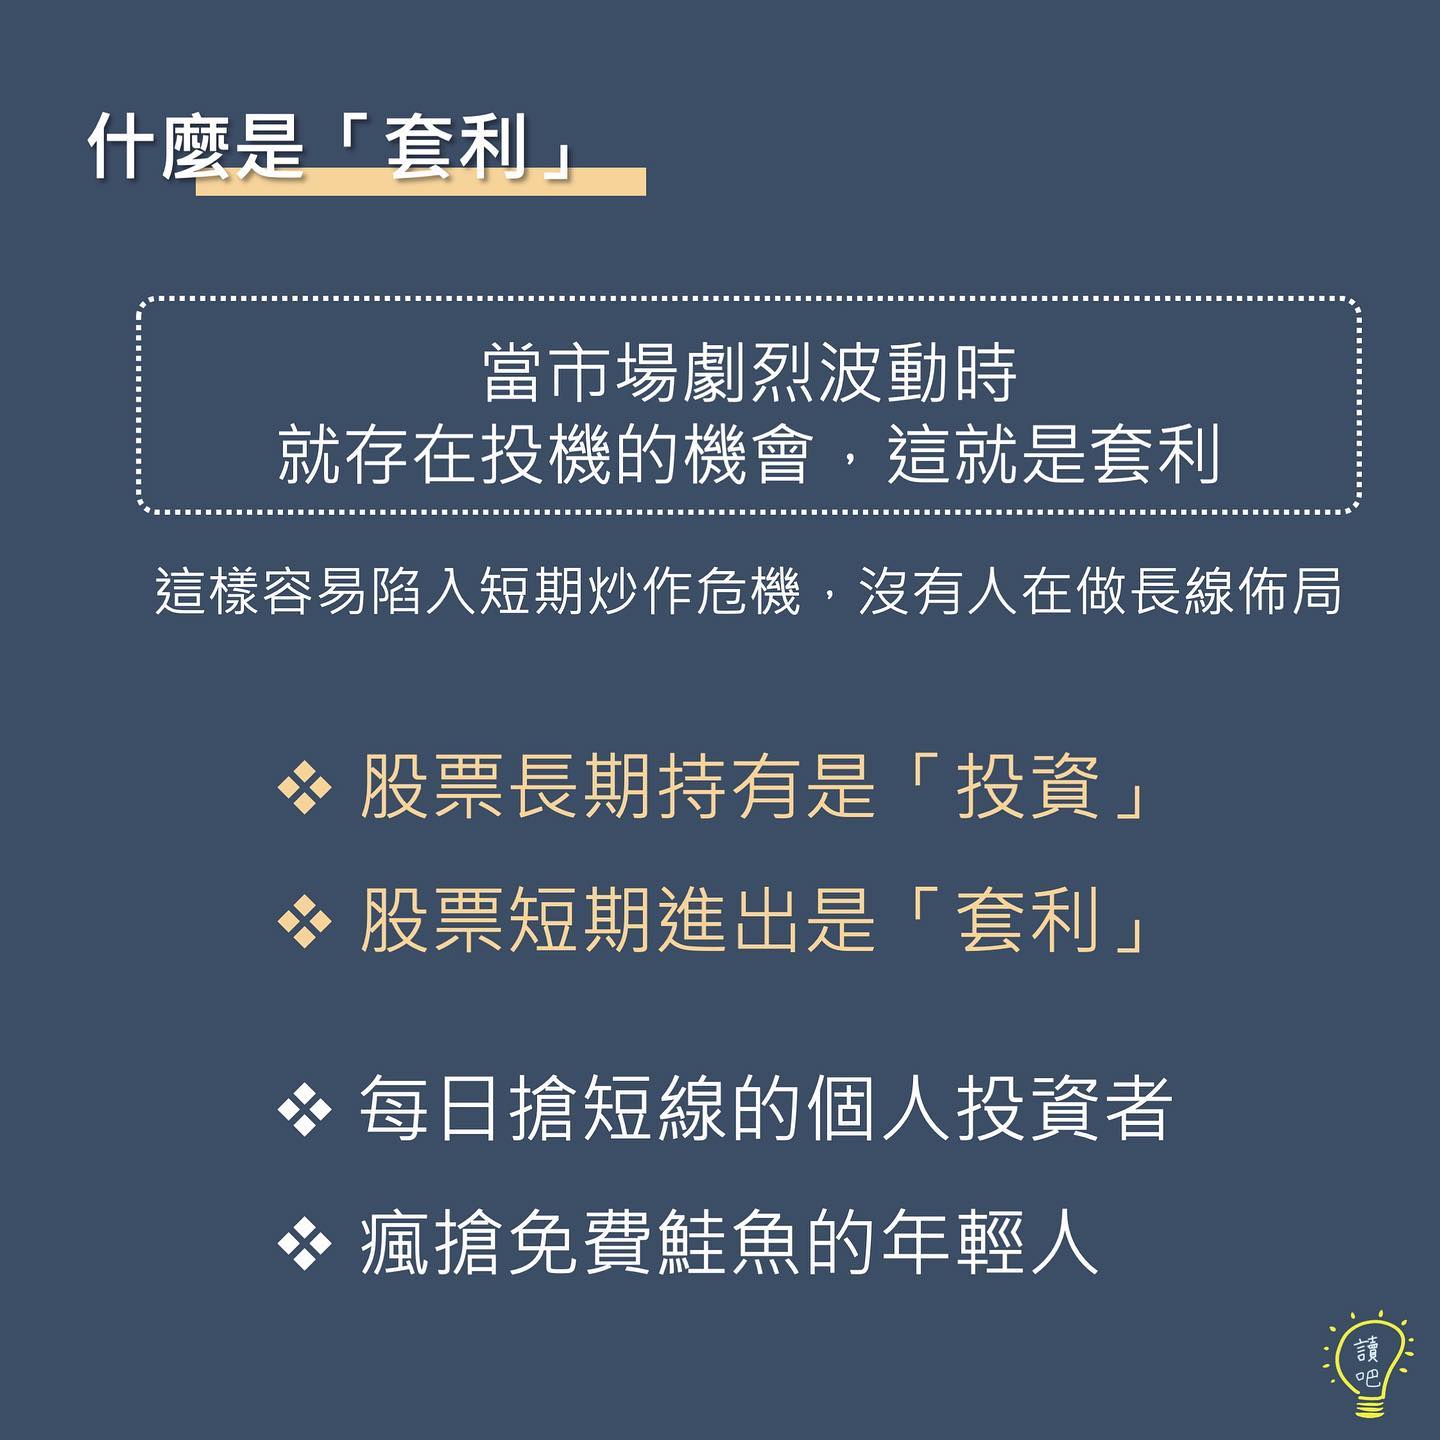 什麼是「套利」
當市場劇烈波動時
就存在投機的機會，這就是套利
這樣容易陷入短期炒作危機，沒有人在做長線佈局
❖ 股票長期持有是「投資」
❖ 股票短期進出是「套利」
❖ 每日搶短線的個人投資者
❖ 瘋搶免費鮭魚的年輕人
讀
吧